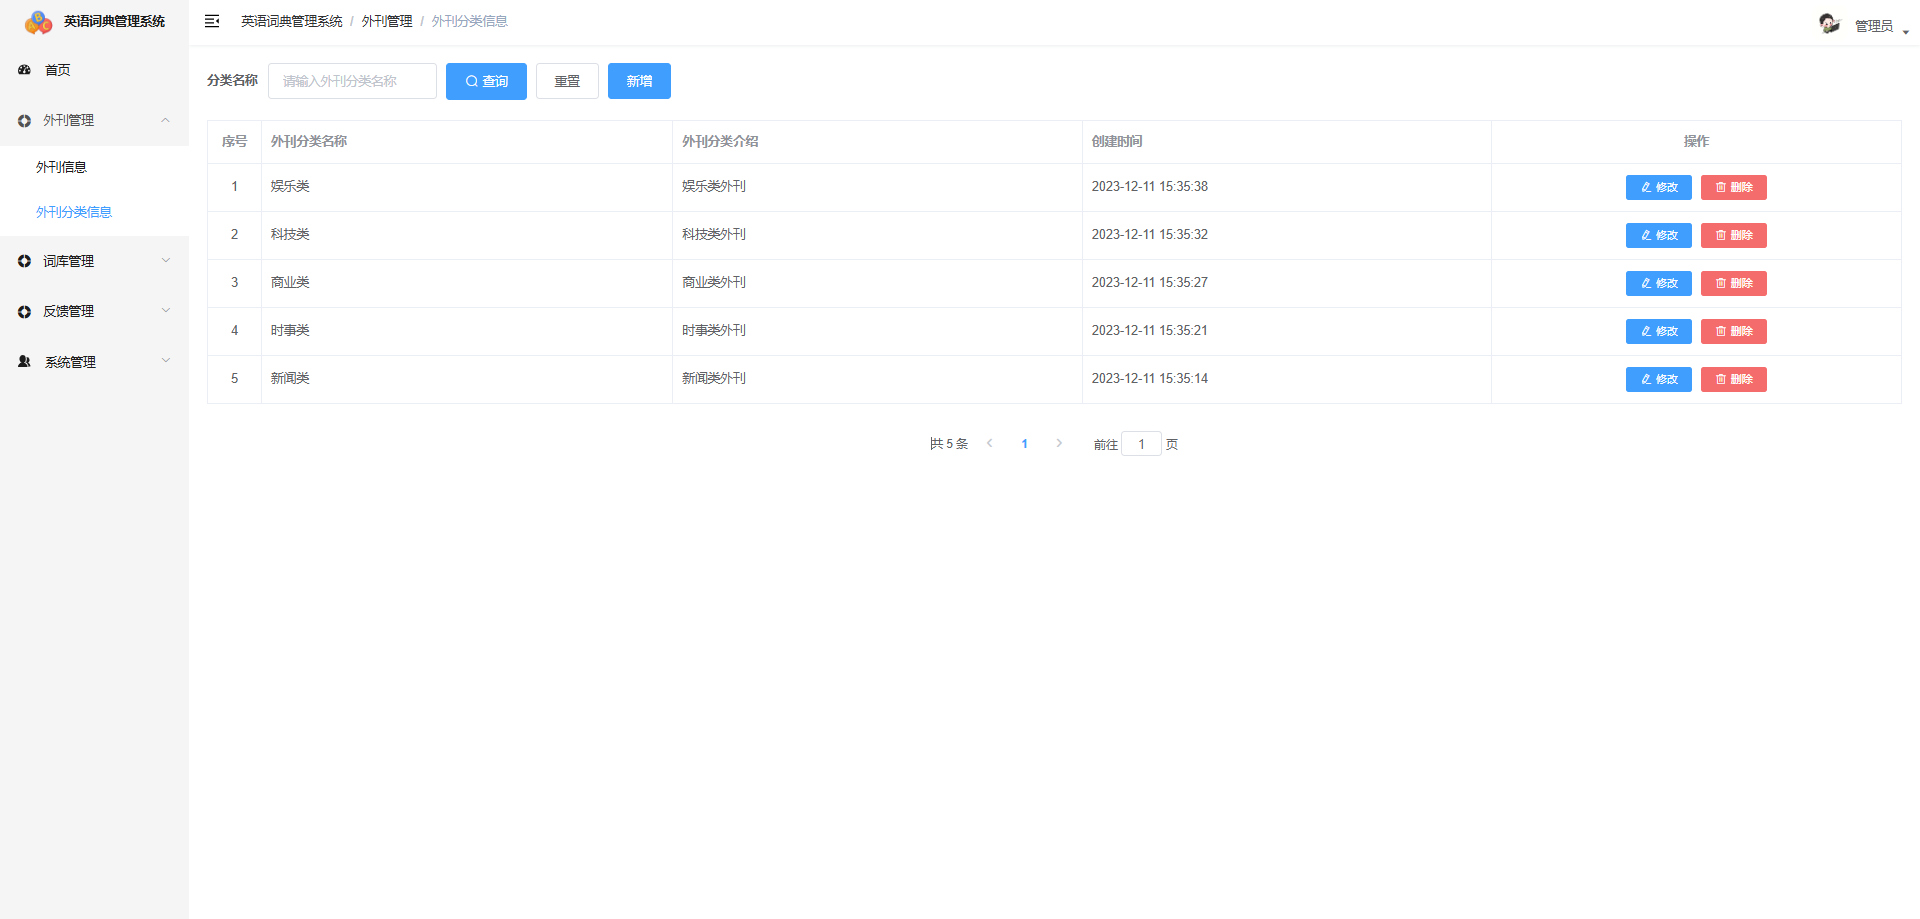 英语词典管理系统
英语词典管理系统 / 外刊管理 / 外刊分类信息
管理员
首页
外刊管理
外刊信息
外刊分类信息
词库管理
反馈管理
系统管理
分类名称 请输入外刊分类名称 查询 重置 新增
序号 外刊分类名称 外刊分类介绍 创建时间 操作
1 娱乐类 娱乐类外刊 2023-12-11 15:35:38 修改 删除
2 科技类 科技类外刊 2023-12-11 15:35:32 修改 删除
3 商业类 商业类外刊 2023-12-11 15:35:27 修改 删除
4 时事类 时事类外刊 2023-12-11 15:35:21 修改 删除
5 新闻类 新闻类外刊 2023-12-11 15:35:14 修改 删除
共 5 条 1 前往 1 页